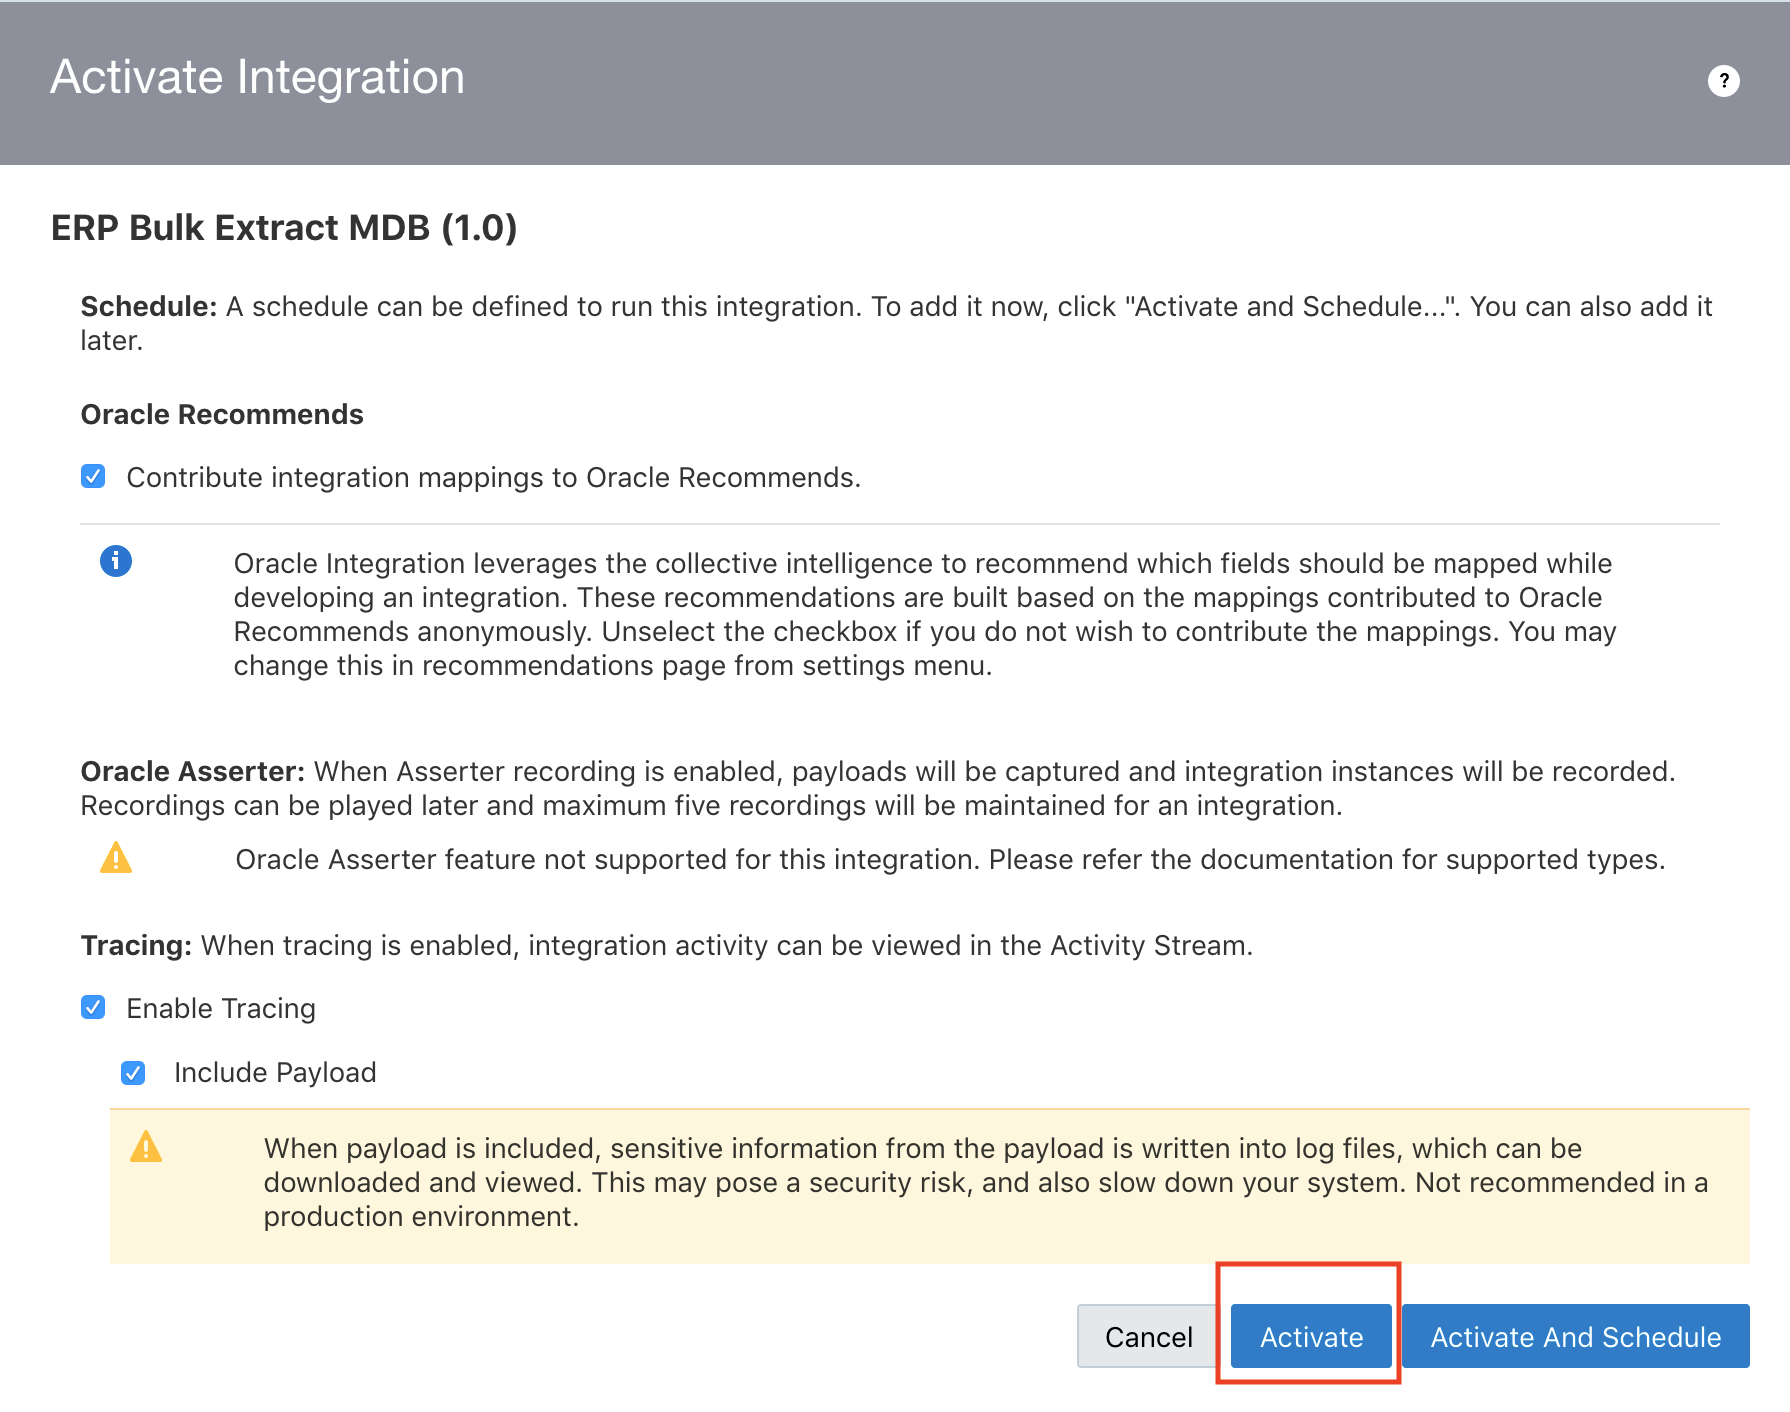 Activate Integration
?
ERP Bulk Extract MDB (1.0)
Schedule: A schedule can be defined to run this integration. To add it now, click "Activate and Schedule...". You can also add it
later.
Oracle Recommends
Contribute integration mappings to Oracle Recommends.
Oracle Integration leverages the collective intelligence to recommend which fields should be mapped while
developing an integration. These recommendations are built based on the mappings contributed to Oracle
Recommends anonymously. Unselect the checkbox if you do not wish to contribute the mappings. You may
change this in recommendations page from settings menu.
Oracle Asserter: When Asserter recording is enabled, payloads will be captured and integration instances will be recorded.
Recordings can be played later and maximum five recordings will be maintained for an integration.
Oracle Asserter feature not supported for this integration. Please refer the documentation for supported types.
Tracing: When tracing is enabled, integration activity can be viewed in the Activity Stream.
Enable Tracing
Include Payload
When payload is included, sensitive information from the payload is written into log files, which can be
downloaded and viewed. This may pose a security risk, and also slow down your system. Not recommended in a
production environment.
Cancel
Activate
Activate And Schedule